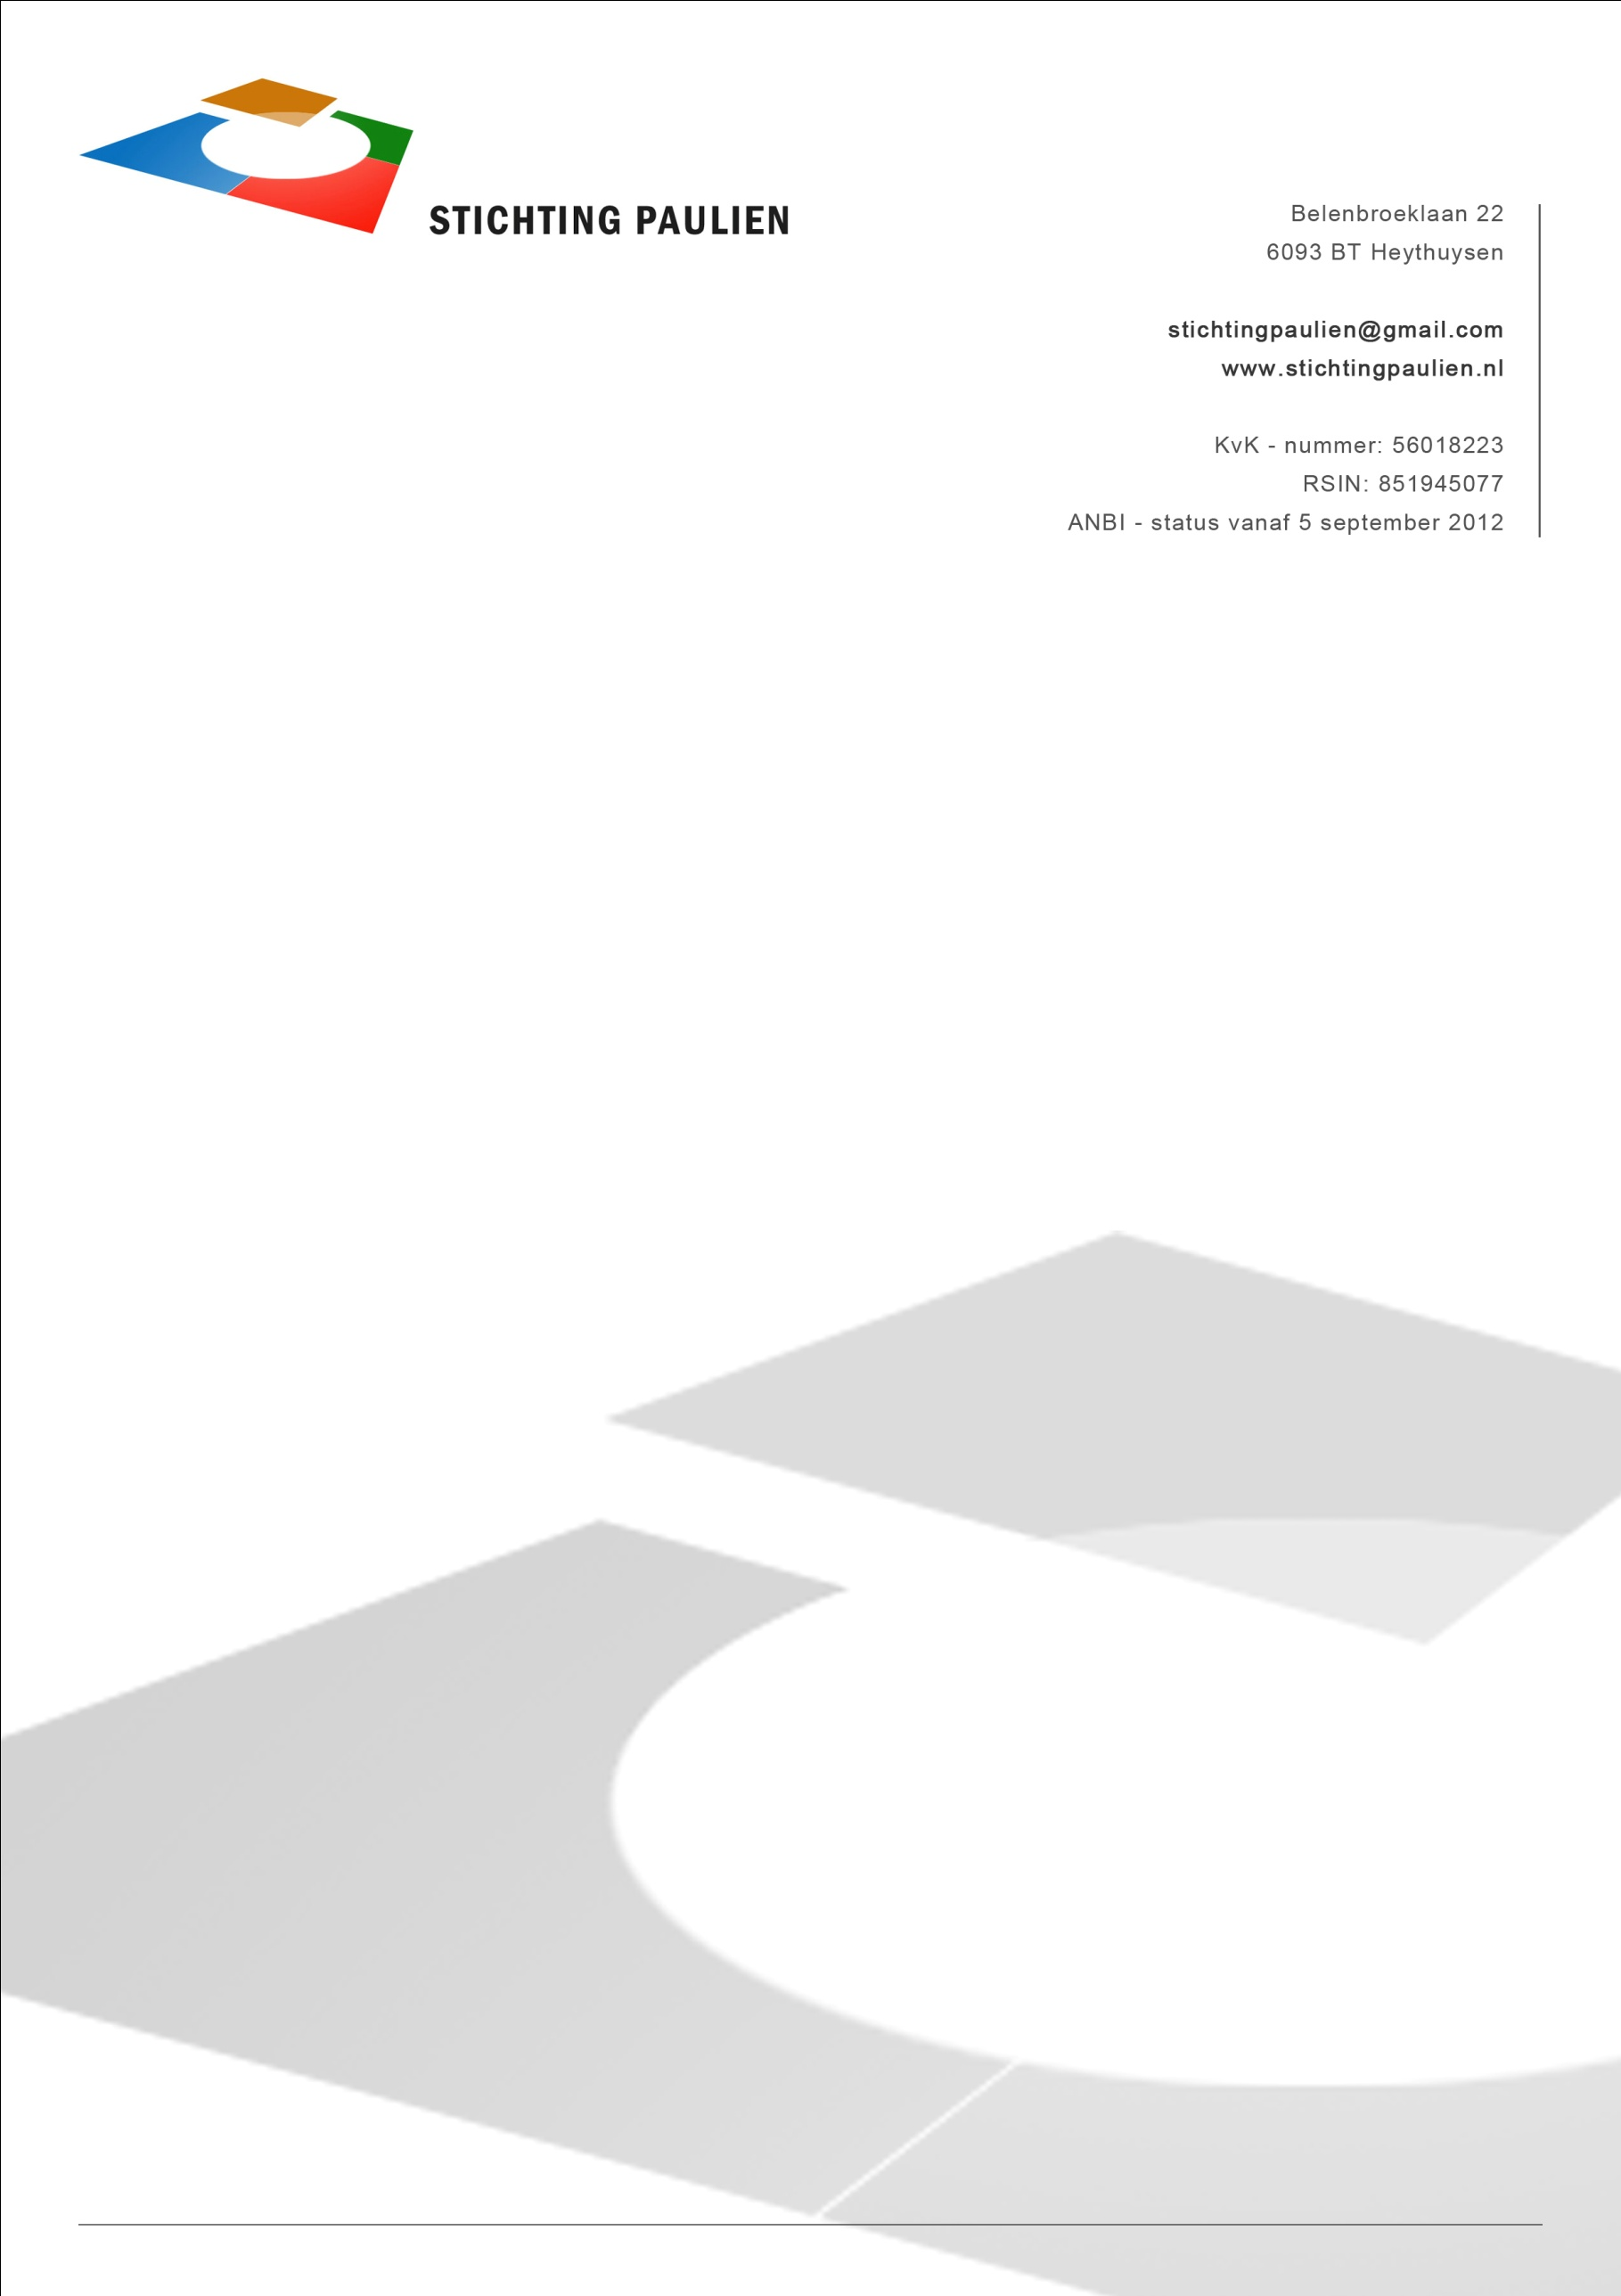 STICHTING PAULIEN
Belenbroeklaan 22
6093 BT Heythuysen
stichtingpaulien@gmail.com
www.stichtingpaulien.nl
KvK - nummer: 56018223
RSIN: 851945077
ANBI - status vanaf 5 september 2012